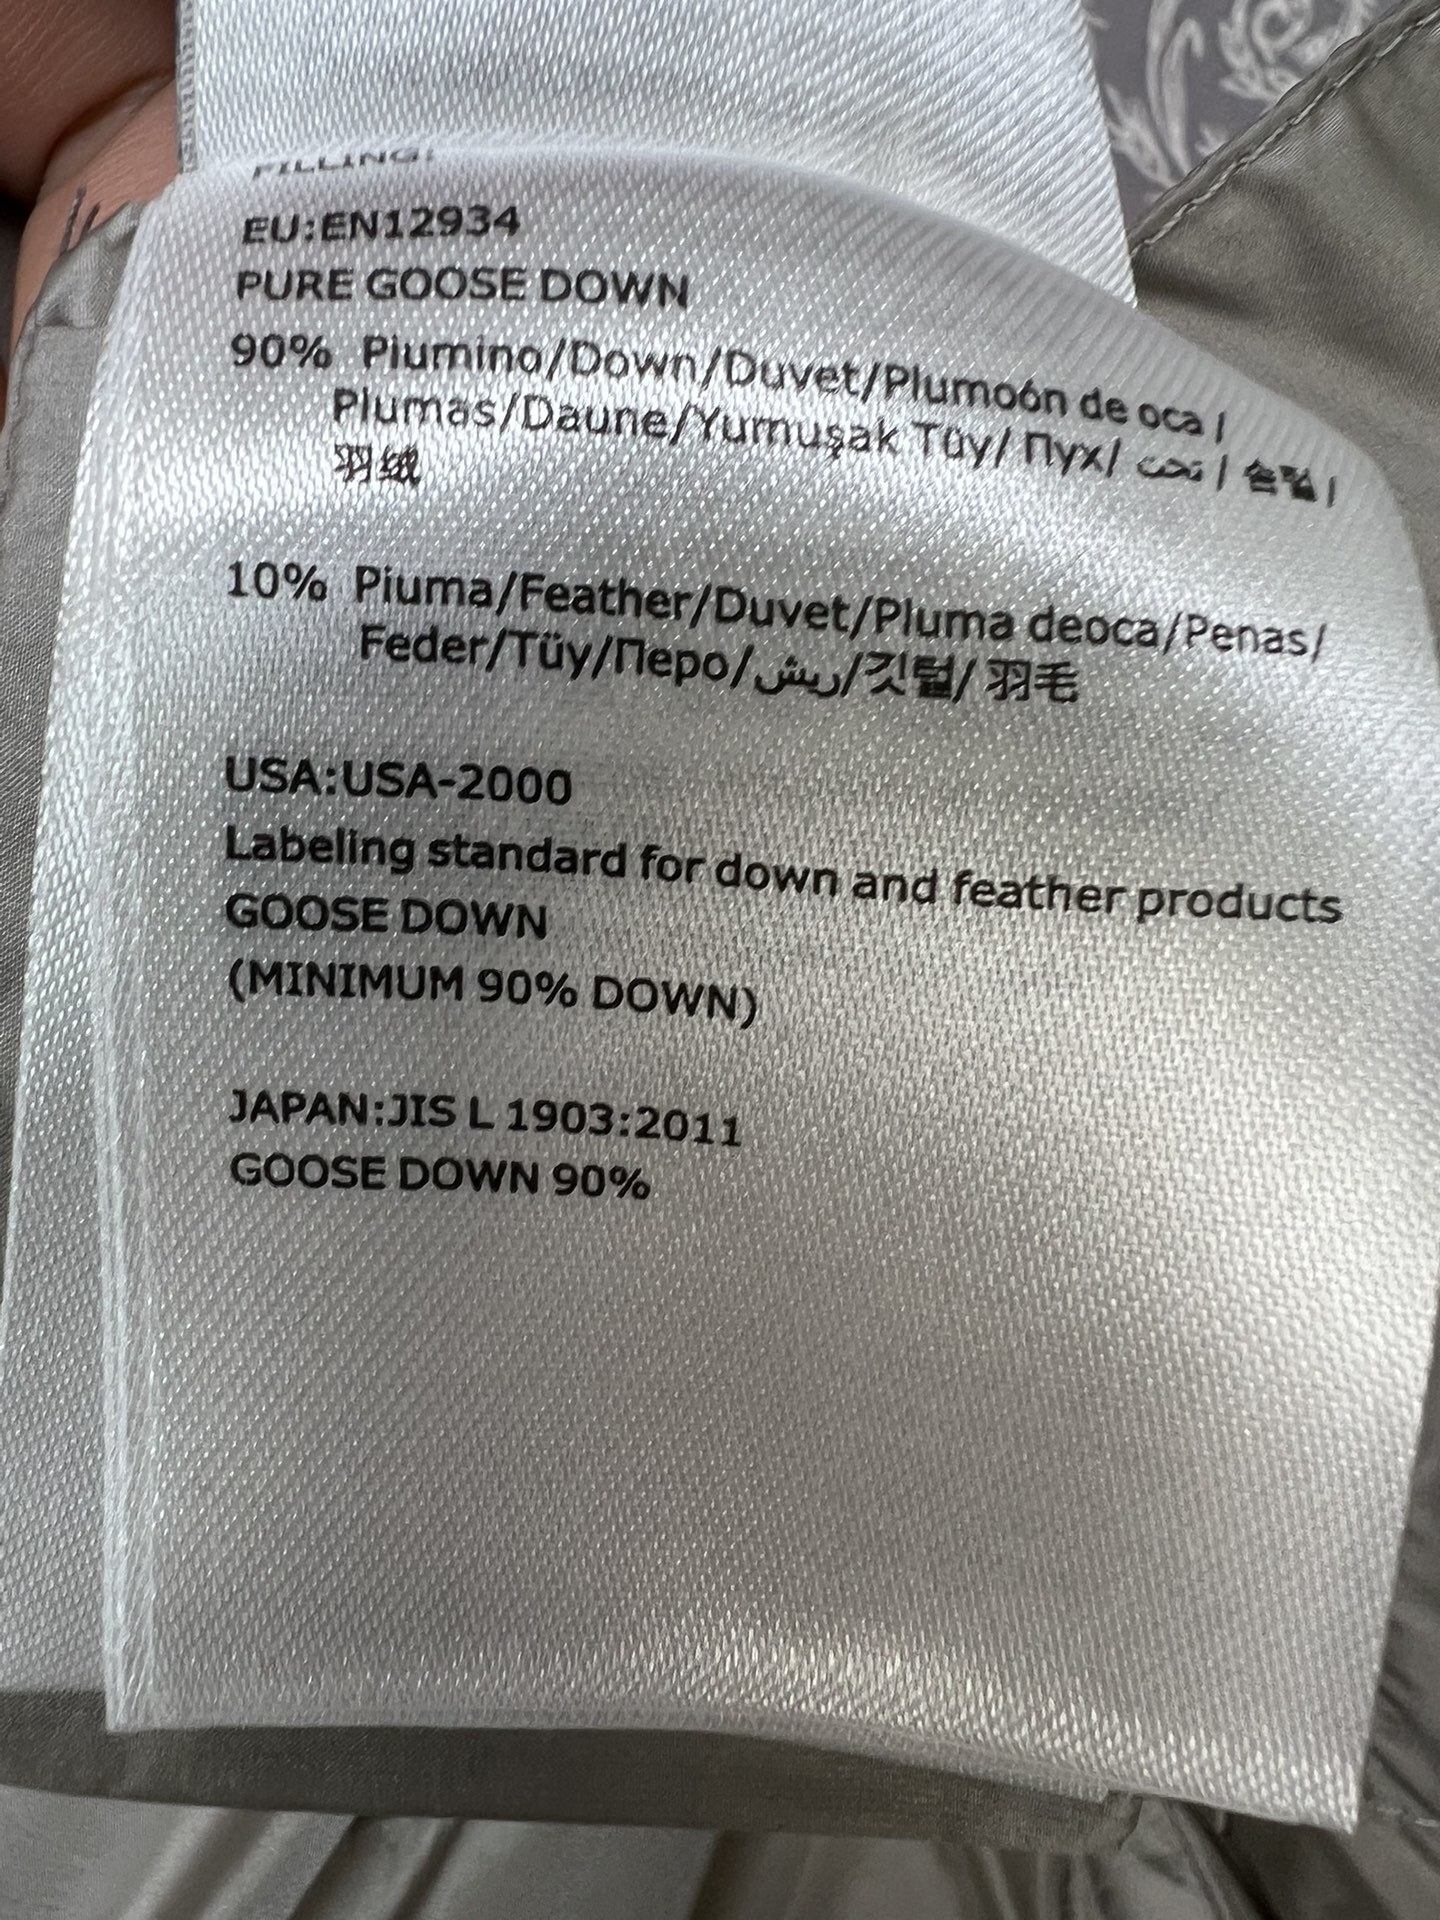 FILLING:
EU:EN12934
PURE GOOSE DOWN
90% Piumino/Down/Duvet/Plumoón de oca/
Plumas/Daune/Yumuşak Tüy/Пух/تحت/솜털/
羽绒
10% Piuma/Feather/Duvet/Pluma deoca/Penas/
Feder/Tüy/Перо/ريش/깃털/羽毛
USA:USA-2000
Labeling standard for down and feather products
GOOSE DOWN
(MINIMUM 90% DOWN)
JAPAN:JIS L 1903:2011
GOOSE DOWN 90%